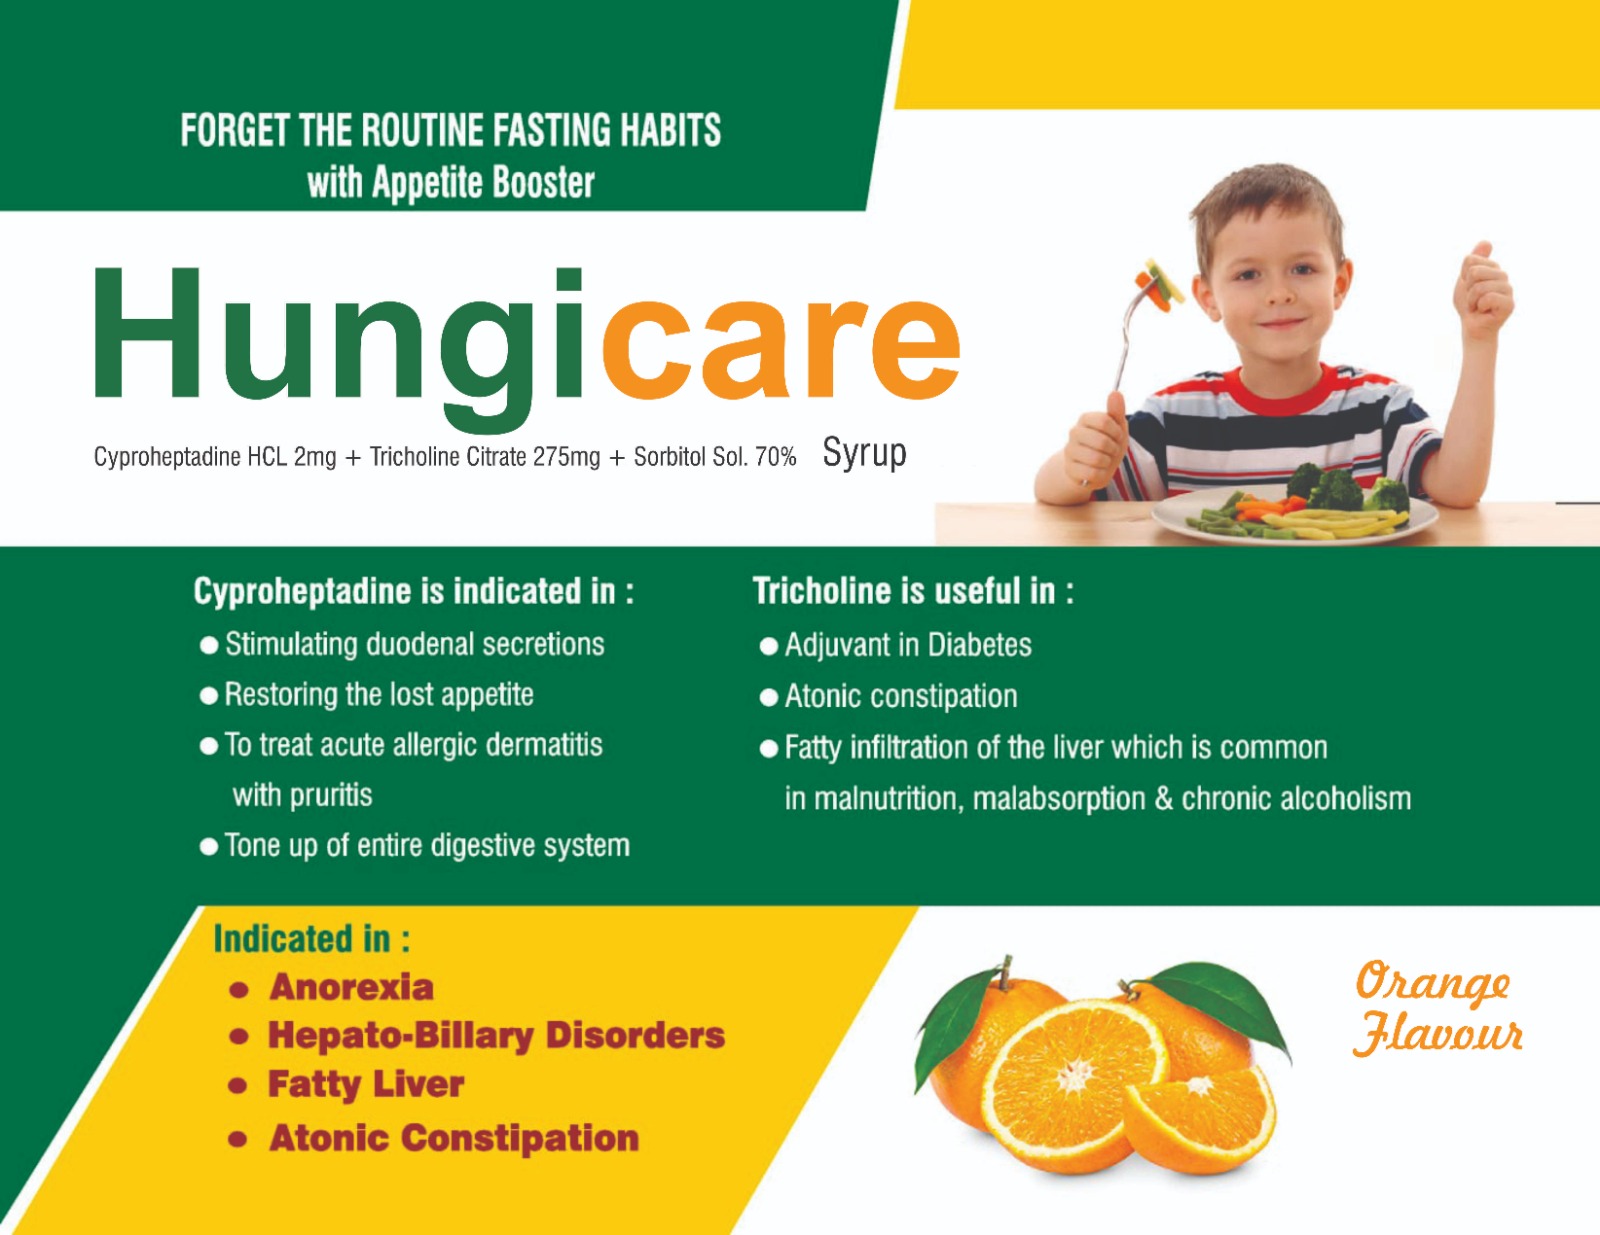 FORGET THE ROUTINE FASTING HABITS
with Appetite Booster
Hungicare
Cyproheptadine HCL 2mg + Tricholine Citrate 275mg + Sorbitol Sol. 70% Syrup
Cyproheptadine is indicated in :
● Stimulating duodenal secretions
● Restoring the lost appetite
● To treat acute allergic dermatitis
with pruritis
● Tone up of entire digestive system
Tricholine is useful in :
● Adjuvant in Diabetes
● Atonic constipation
● Fatty infiltration of the liver which is common
in malnutrition, malabsorption & chronic alcoholism
Indicated in :
● Anorexia
● Hepato-Billary Disorders
● Fatty Liver
● Atonic Constipation
Orange
Flavour